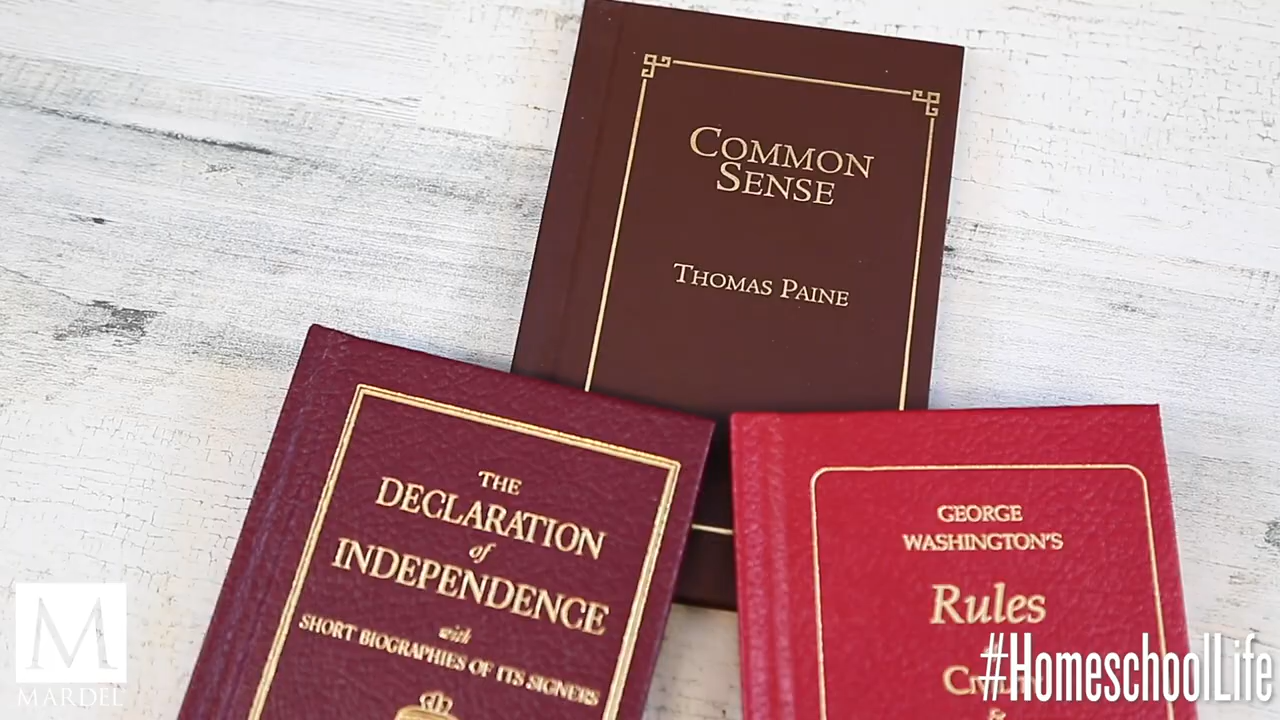 COMMON
SENSE
THOMAS PAINE
THE
DECLARATION
of
INDEPENDENCE
with
SHORT BIOGRAPHIES OF ITS SIGNERS
GEORGE
WASHINGTON'S
Rules
&
#HomeschoolLife
M
MARDEL